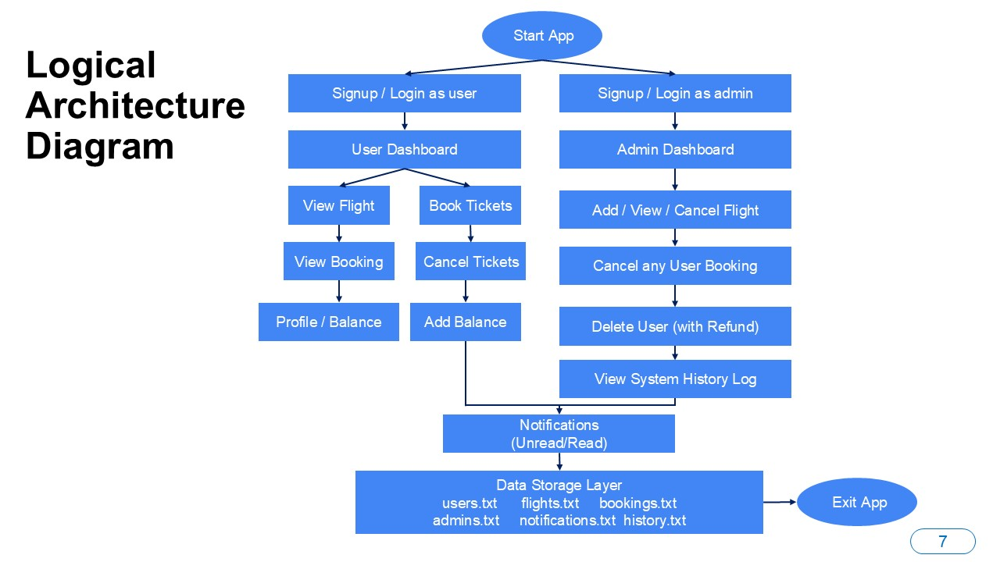 Logical
Architecture
Diagram
Start App
Signup / Login as user
Signup / Login as admin
User Dashboard
Admin Dashboard
View Flight
Book Tickets
Add / View / Cancel Flight
View Booking
Cancel Tickets
Cancel any User Booking
Profile / Balance
Add Balance
Delete User (with Refund)
View System History Log
Notifications
(Unread/Read)
Data Storage Layer
users.txt flights.txt bookings.txt
admins.txt notifications.txt history.txt
Exit App
7